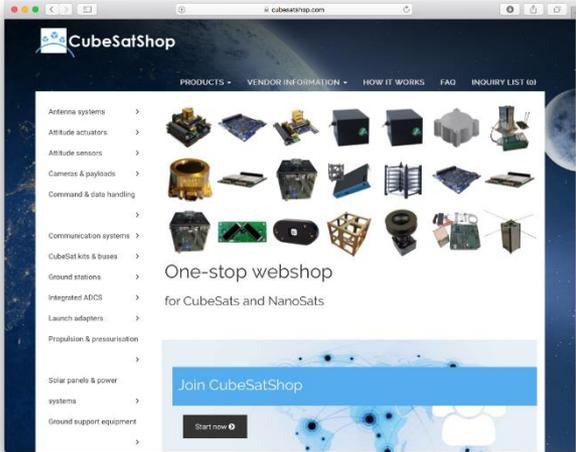 cubesatshop.com
CubeSatShop
PRODUCTS
VENDOR INFORMATION
HOW IT WORKS
FAQ
INQUIRY LIST (0)
Antenna systems
Attitude actuators
Attitude sensors
Cameras & payloads
Command & data handling
Communication systems
CubeSat kits & buses
Ground stations
Integrated ADCS
Launch adapters
Propulsion & pressurisation
Solar panels & power
systems
Ground support equipment
One-stop webshop
for CubeSats and NanoSats
Join CubeSatShop
Start now